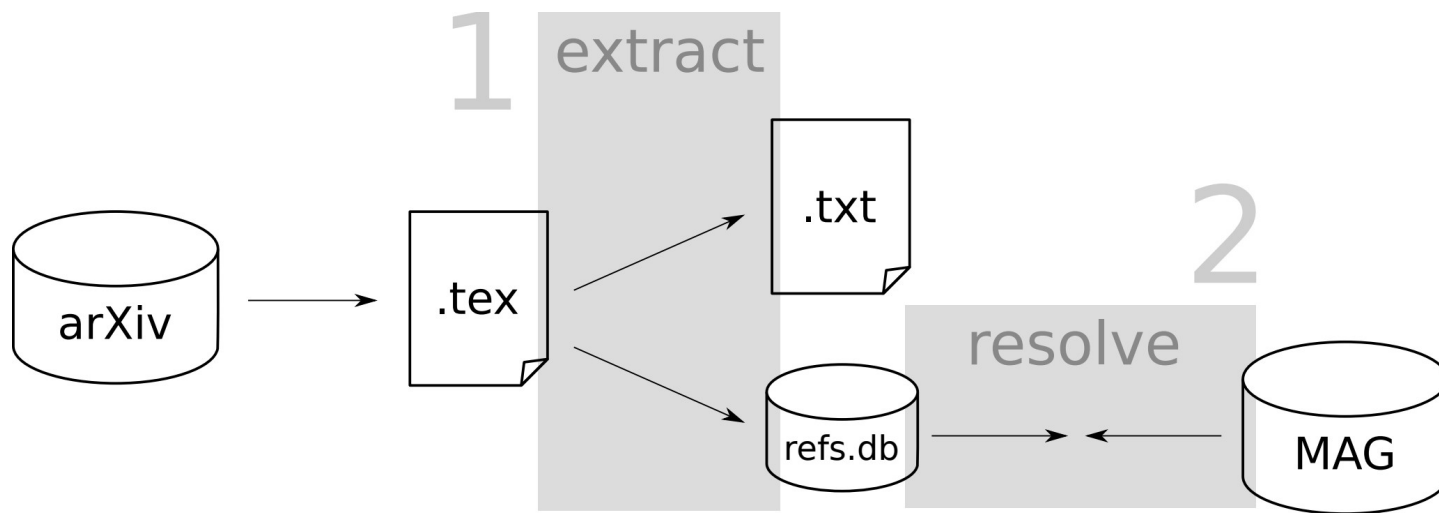 1
extract
.txt
2
arXiv
.tex
resolve
refs.db
MAG